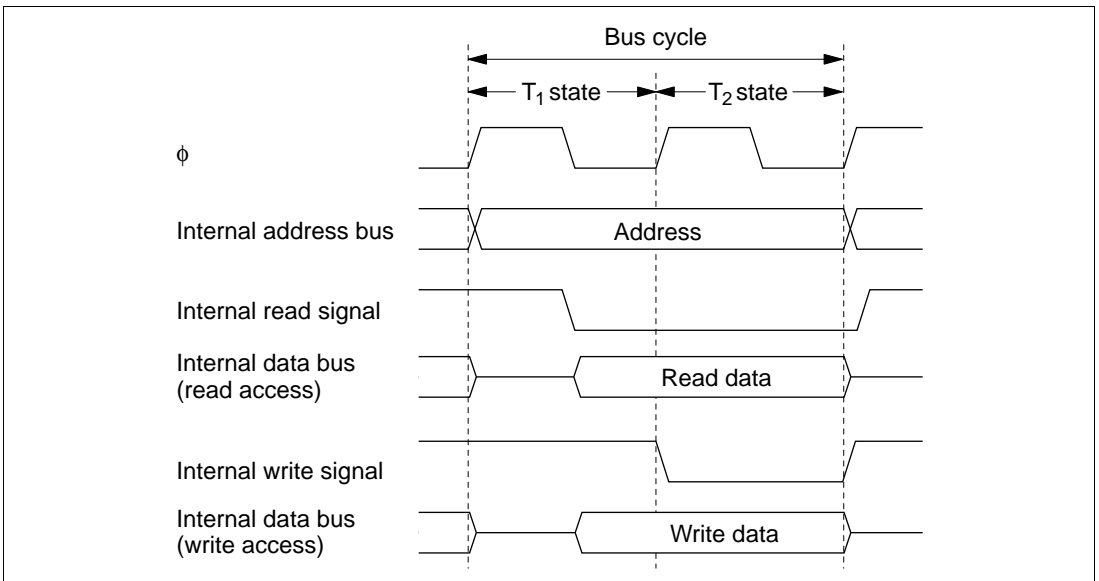 Bus cycle
T₁ state T₂ state
ϕ
Internal address bus Address
Internal read signal
Internal data bus
(read access) Read data
Internal write signal
Internal data bus
(write access) Write data